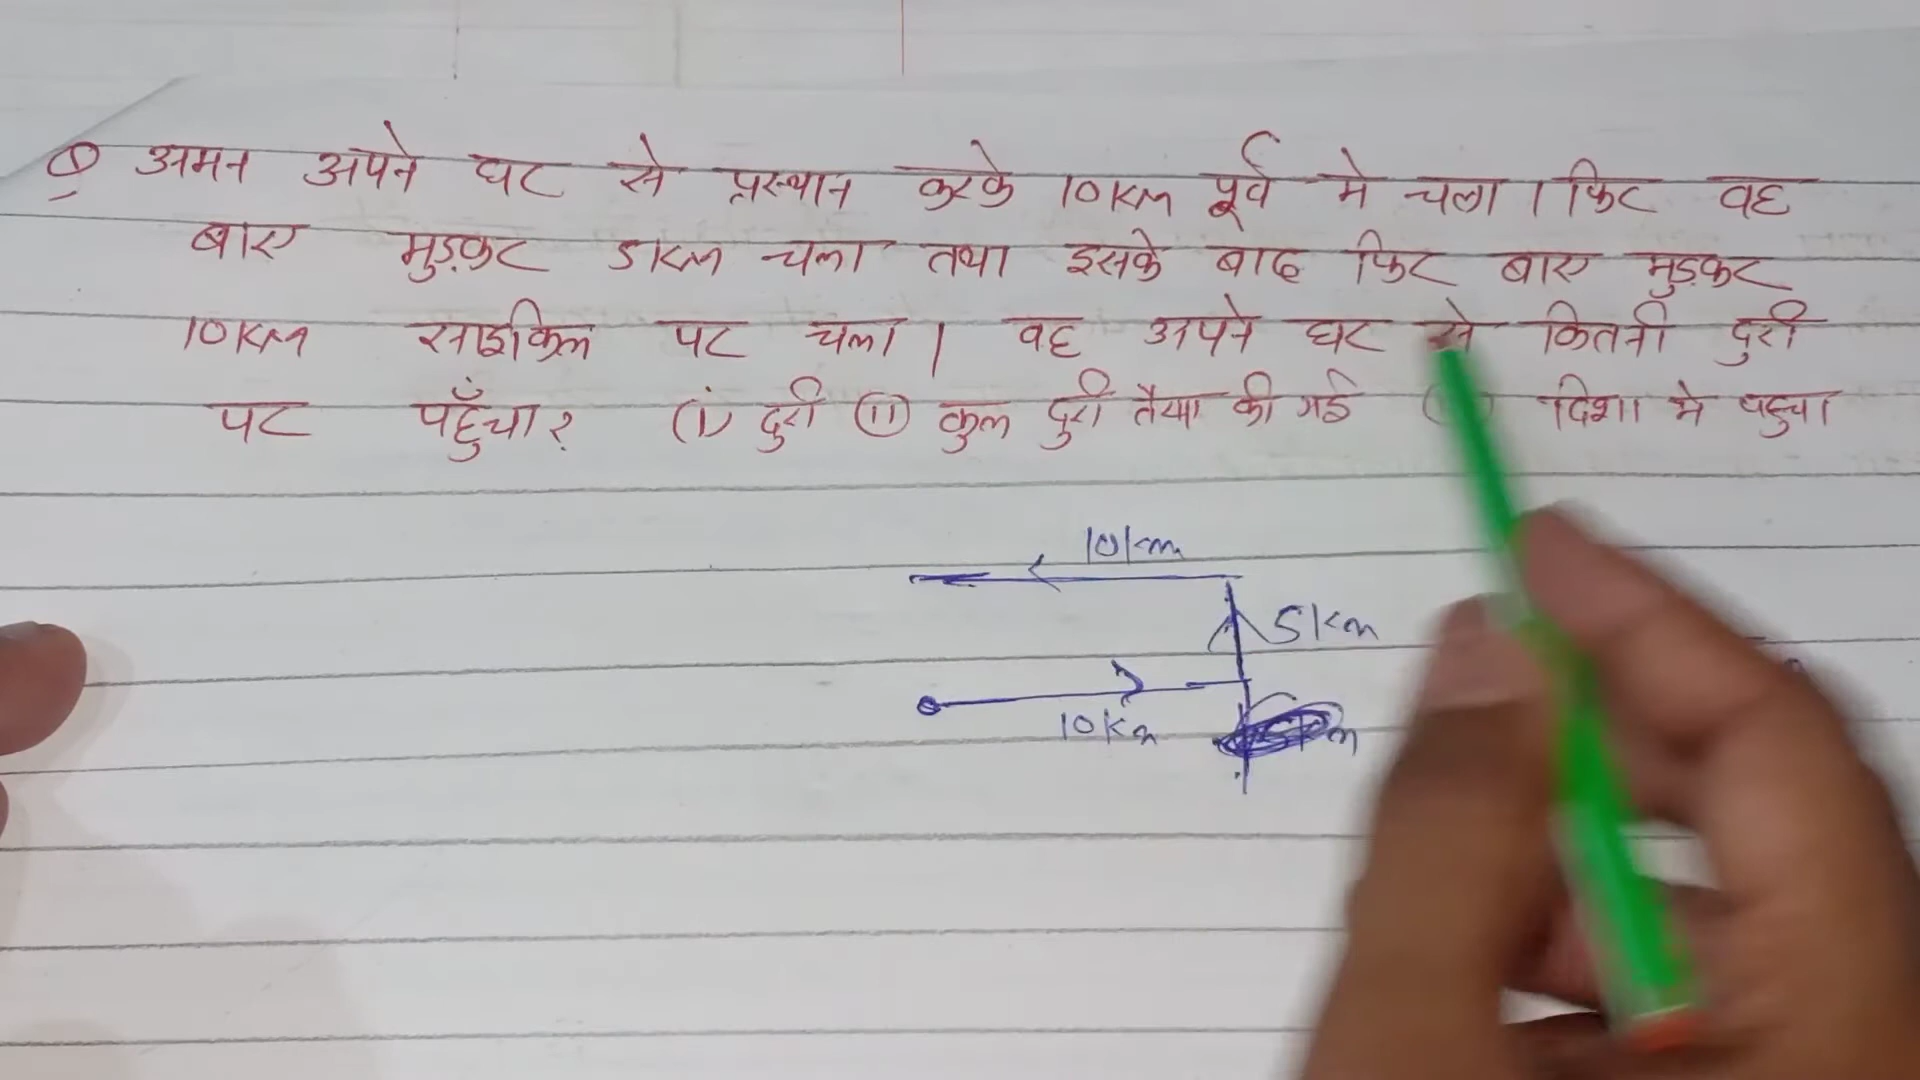 Q अमन अपने घर से प्रस्थान करके 10Km पूर्व मे चला । फिर वह
बाए मुड़कर 5Km चला तथा इसके बाद फिर बाए मुड़कर
10Km साइकिल पर चला । वह अपने घर से कितनी दुरी
पर पहुँचा? (i) दुरी (ii) कुल दुरी तैया की गई दिशा मे पहुचा
10km
5km
10Km